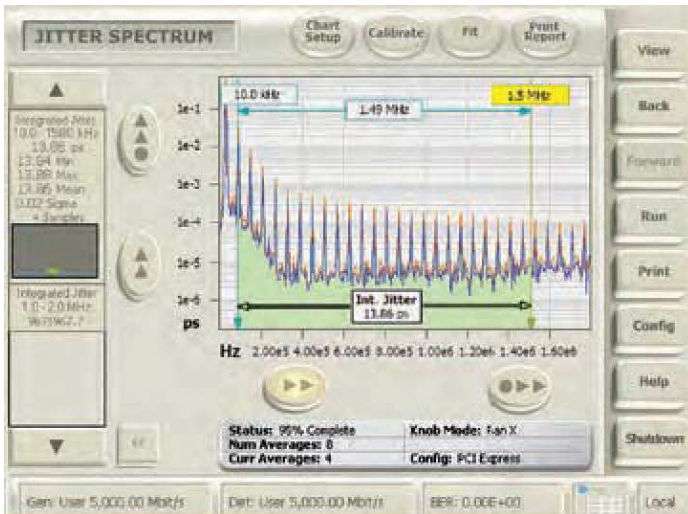 JITTER SPECTRUM
Chart Setup
Calibrate
Fit
Print Report
View
Back
Forward
Run
Print
Config
Help
Shutdown
Integrated Jitter
10.0 - 1500 kHz
13.86 ps
13.84 Min
13.88 Max
13.86 Mean
0.02 Sigma
4 Samples
Integrated Jitter
1.0 - 2.0 MHz
10.0 kHz
1.49 MHz
1.5 MHz
1e-1
1e-2
1e-3
1e-4
1e-5
1e-6
ps
Int. Jitter
13.86 ps
Hz 2.00e5 4.00e5 6.00e5 8.00e5 1.00e6 1.20e6 1.40e6 1.60e6
Status: 95% Complete
Num Averages: 8
Curr Averages: 4
Knob Mode: Pan X
Config: PCI Express
Gen: User 5,000.00 Mbit/s
Det: User 5,000.00 Mbit/s
BER: 0.00E+00
Local